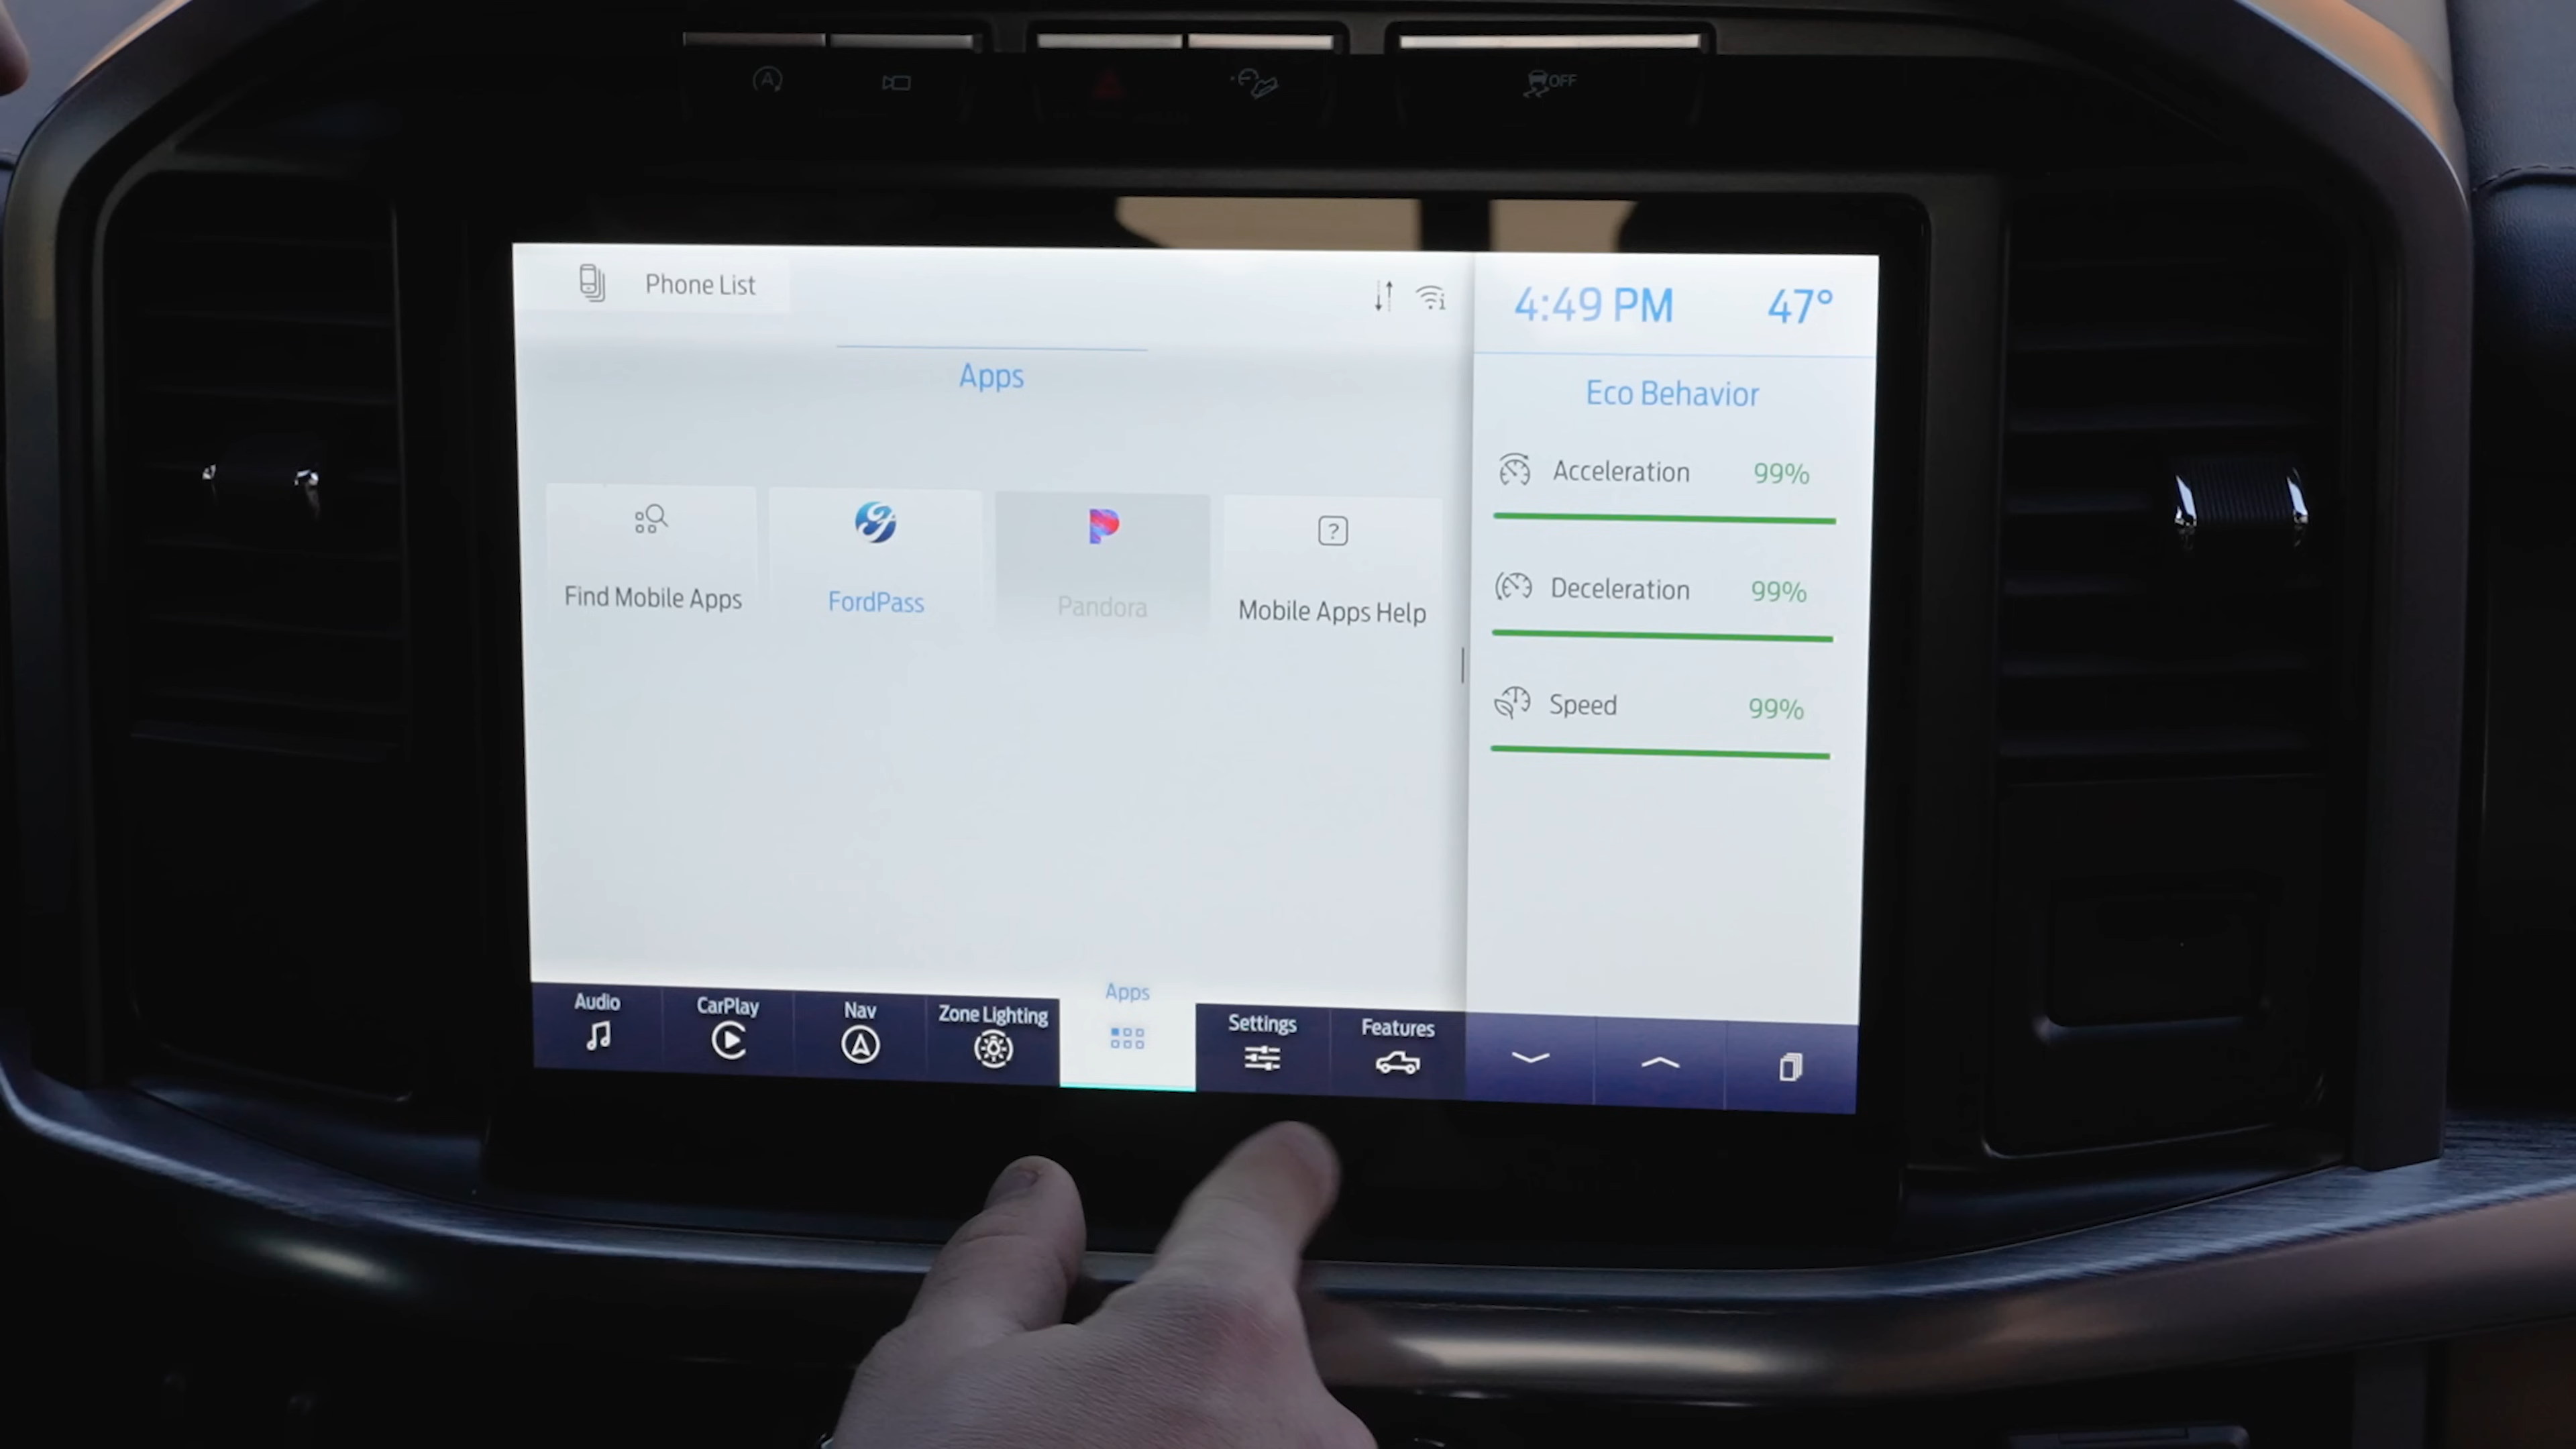 A
OFF
Phone List
4:49 PM
47°
Apps
Eco Behavior
Acceleration 99%
Deceleration 99%
Speed 99%
Find Mobile Apps
FordPass
P
Pandora
?
Mobile Apps Help
Audio
CarPlay
Nav
Zone Lighting
Apps
Settings
Features